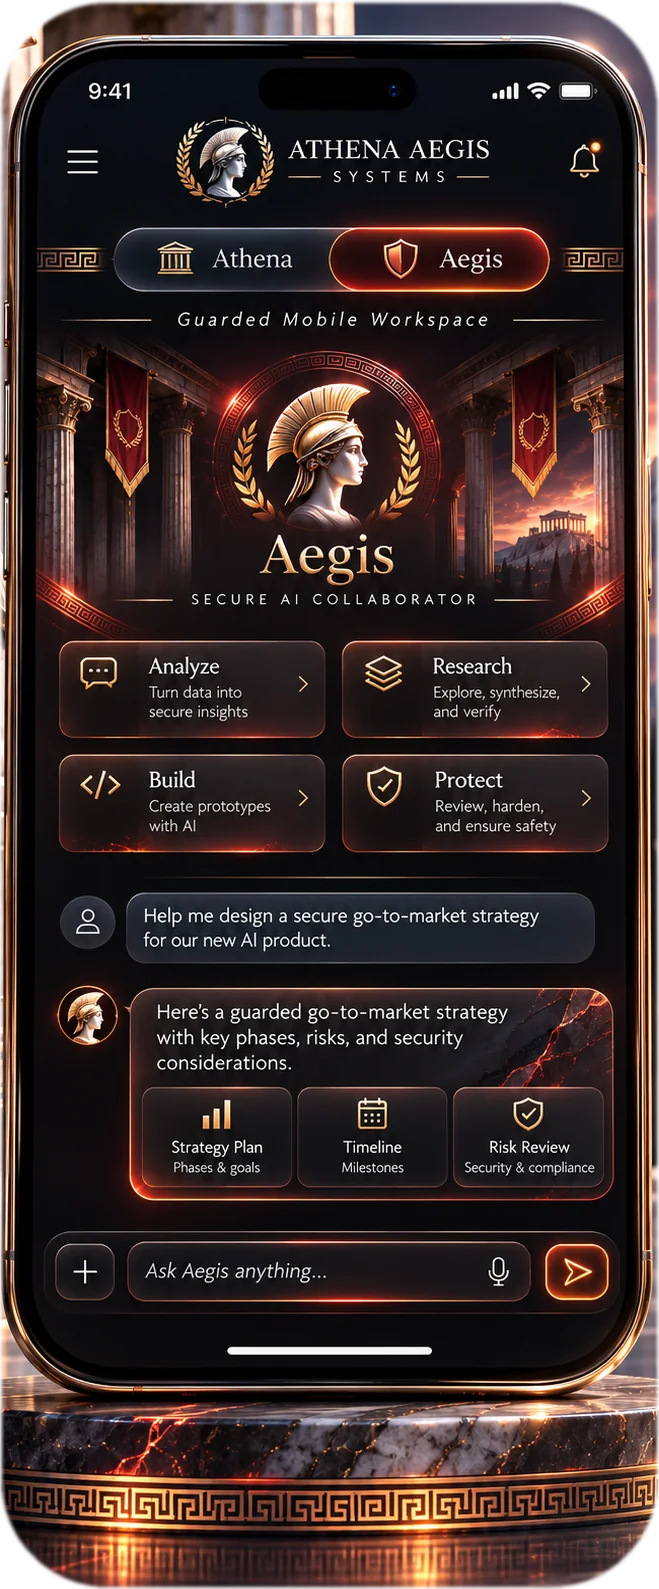 9:41
ATHENA AEGIS
SYSTEMS
Athena
Aegis
Guarded Mobile Workspace
Aegis
SECURE AI COLLABORATOR
Analyze
Turn data into
secure insights
Research
Explore, synthesize,
and verify
</>
Build
Create prototypes
with AI
Protect
Review, harden,
and ensure safety
Help me design a secure go-to-market strategy
for our new AI product.
Here's a guarded go-to-market strategy
with key phases, risks, and security
considerations.
Strategy Plan
Phases & goals
Timeline
Milestones
Risk Review
Security & compliance
Ask Aegis anything...